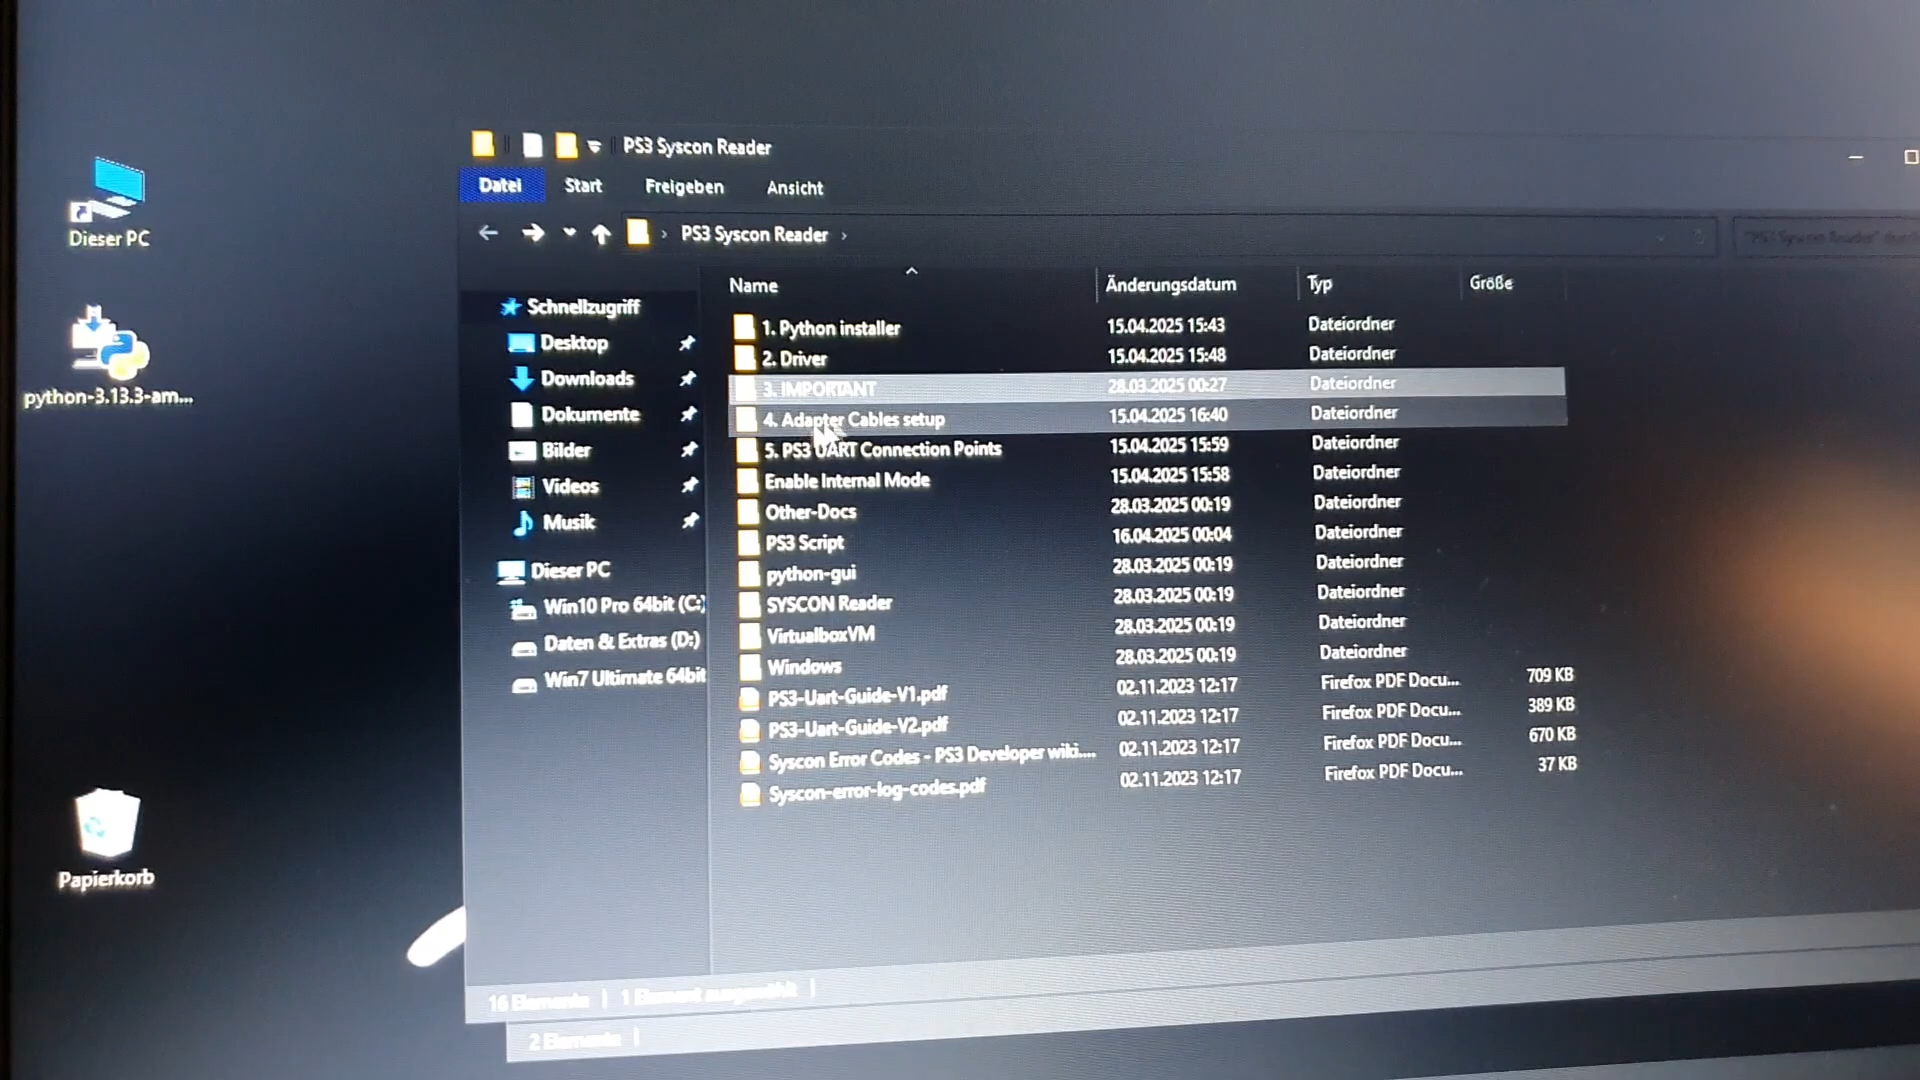 PS3 Syscon Reader
Datei Start Freigeben Ansicht
PS3 Syscon Reader
Dieser PC
python-3.13.3-am...
Papierkorb
Schnellzugriff
Desktop
Downloads
Dokumente
Bilder
Videos
Musik
Dieser PC
Win10 Pro 64bit (C:)
Daten & Extras (D:)
Win7 Ultimate 64bit
Name Änderungsdatum Typ Größe
1. Python installer 15.04.2025 15:43 Dateiordner
2. Driver 15.04.2025 15:48 Dateiordner
3. IMPORTANT 28.03.2025 00:27 Dateiordner
4. Adapter Cables setup 15.04.2025 16:40 Dateiordner
5. PS3 UART Connection Points 15.04.2025 15:59 Dateiordner
Enable Internal Mode 15.04.2025 15:58 Dateiordner
Other-Docs 28.03.2025 00:19 Dateiordner
PS3 Script 16.04.2025 00:04 Dateiordner
python-gui 28.03.2025 00:19 Dateiordner
SYSCON Reader 28.03.2025 00:19 Dateiordner
VirtualboxVM 28.03.2025 00:19 Dateiordner
Windows 28.03.2025 00:19 Dateiordner
PS3-Uart-Guide-V1.pdf 02.11.2023 12:17 Firefox PDF Docu... 709 KB
PS3-Uart-Guide-V2.pdf 02.11.2023 12:17 Firefox PDF Docu... 389 KB
Syscon Error Codes - PS3 Developer wiki.... 02.11.2023 12:17 Firefox PDF Docu... 670 KB
Syscon-error-log-codes.pdf 02.11.2023 12:17 Firefox PDF Docu... 37 KB
16 Elemente 1 Element ausgewählt
2 Elemente